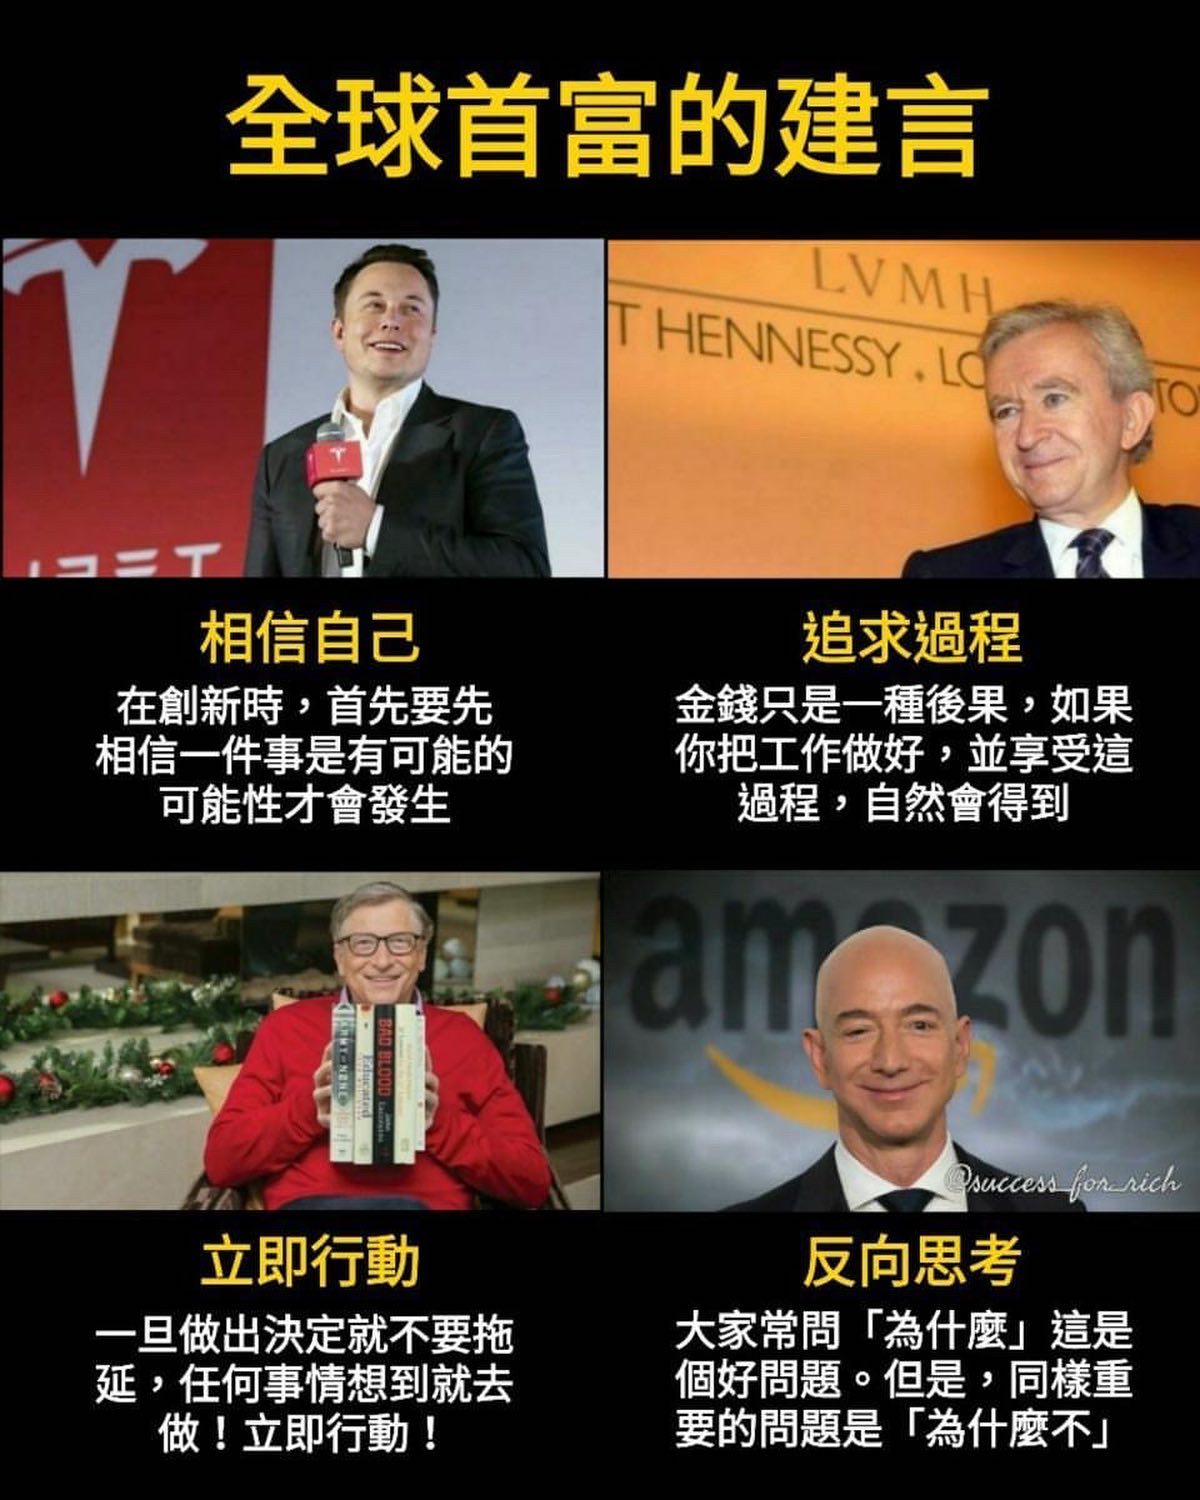 全球首富的建言
LVMH
T HENNESSY . LO
TO
相信自己
在創新時，首先要先
相信一件事是有可能的
可能性才會發生
追求過程
金錢只是一種後果，如果
你把工作做好，並享受這
過程，自然會得到
Educated
BAD BLOOD
amazon
@success_for_rich
立即行動
一旦做出決定就不要拖
延，任何事情想到就去
做！立即行動！
反向思考
大家常問「為什麼」這是
個好問題。但是，同樣重
要的問題是「為什麼不」